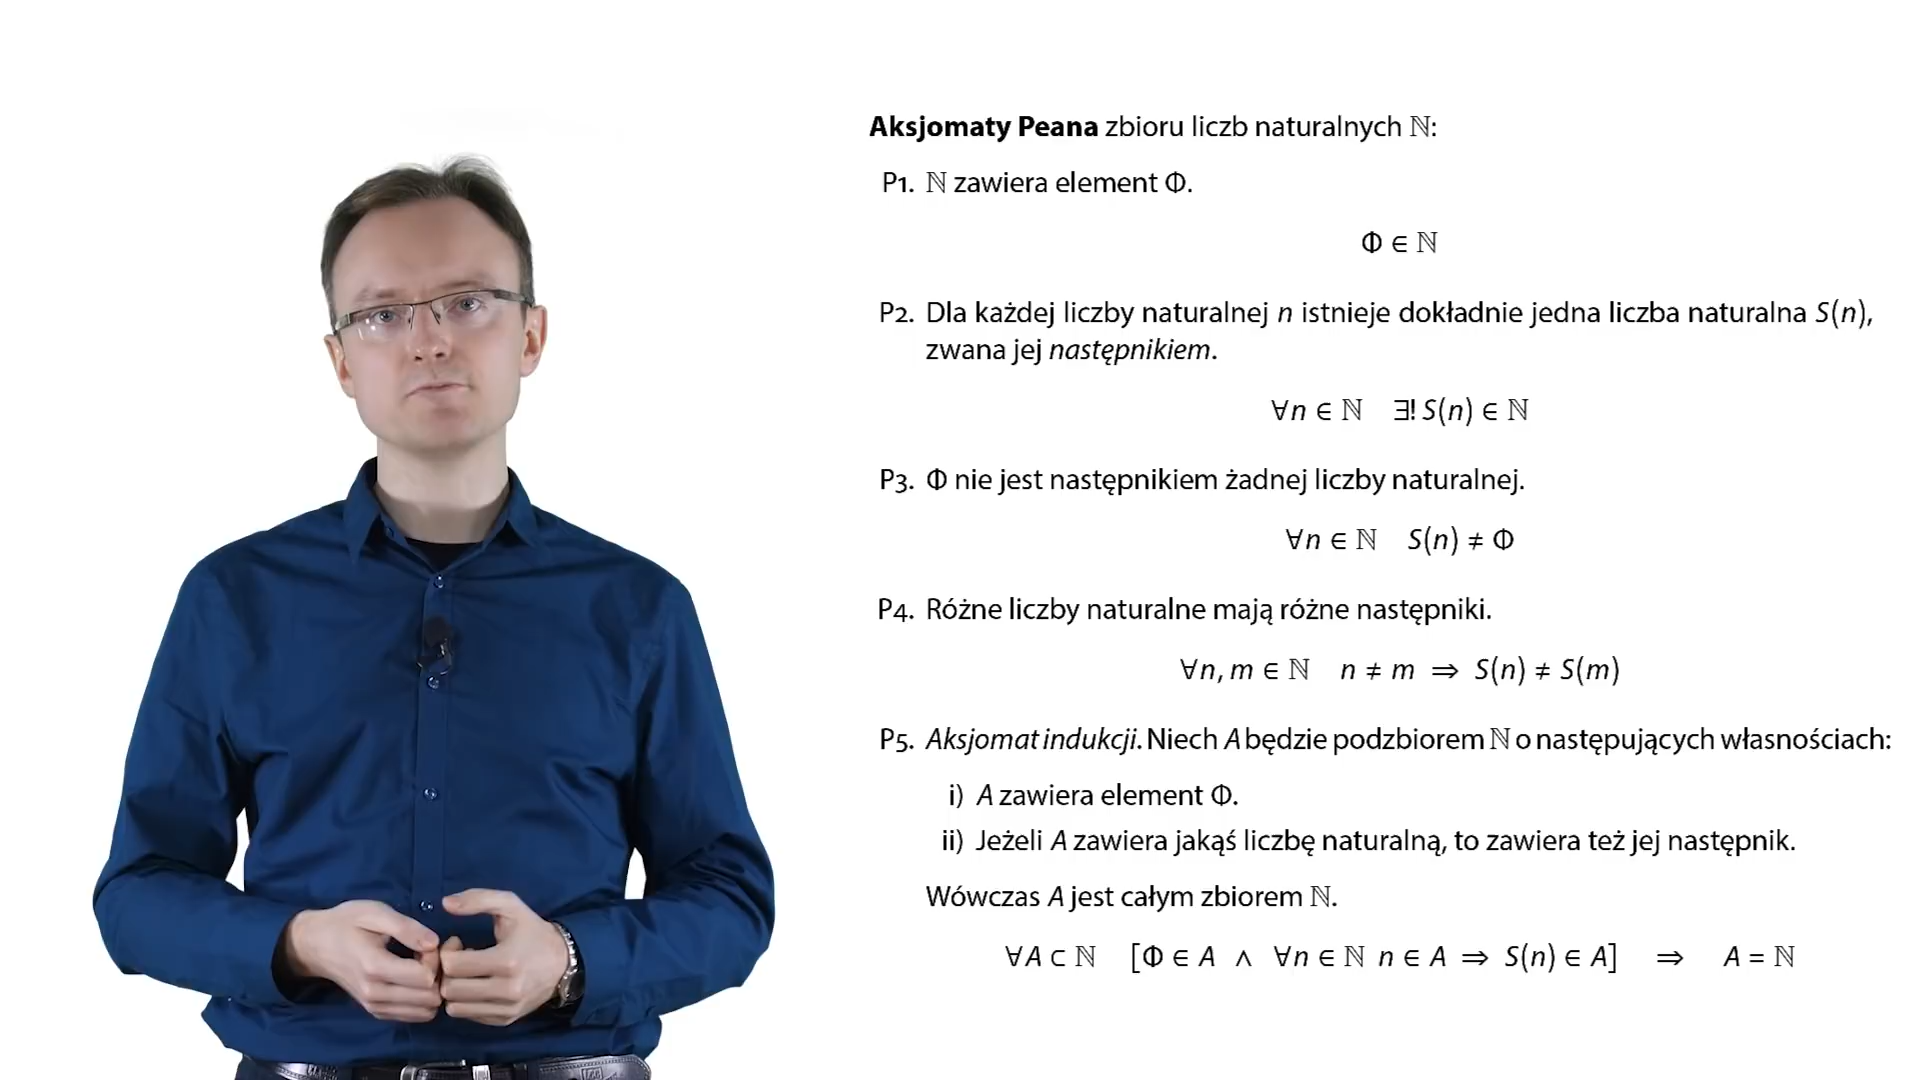 Aksjomaty Peana zbioru liczb naturalnych ℕ:
P1. ℕ zawiera element Φ.
Φ ∈ ℕ
P2. Dla każdej liczby naturalnej n istnieje dokładnie jedna liczba naturalna S(n),
zwana jej następnikiem.
∀n ∈ ℕ ∃! S(n) ∈ ℕ
P3. Φ nie jest następnikiem żadnej liczby naturalnej.
∀n ∈ ℕ S(n) ≠ Φ
P4. Różne liczby naturalne mają różne następniki.
∀n, m ∈ ℕ n ≠ m ⇒ S(n) ≠ S(m)
P5. Aksjomat indukcji. Niech A będzie podzbiorem ℕ o następujących własnościach:
i) A zawiera element Φ.
ii) Jeżeli A zawiera jakąś liczbę naturalną, to zawiera też jej następnik.
Wówczas A jest całym zbiorem ℕ.
∀A ⊂ ℕ [Φ ∈ A ∧ ∀n ∈ ℕ n ∈ A ⇒ S(n) ∈ A] ⇒ A = ℕ